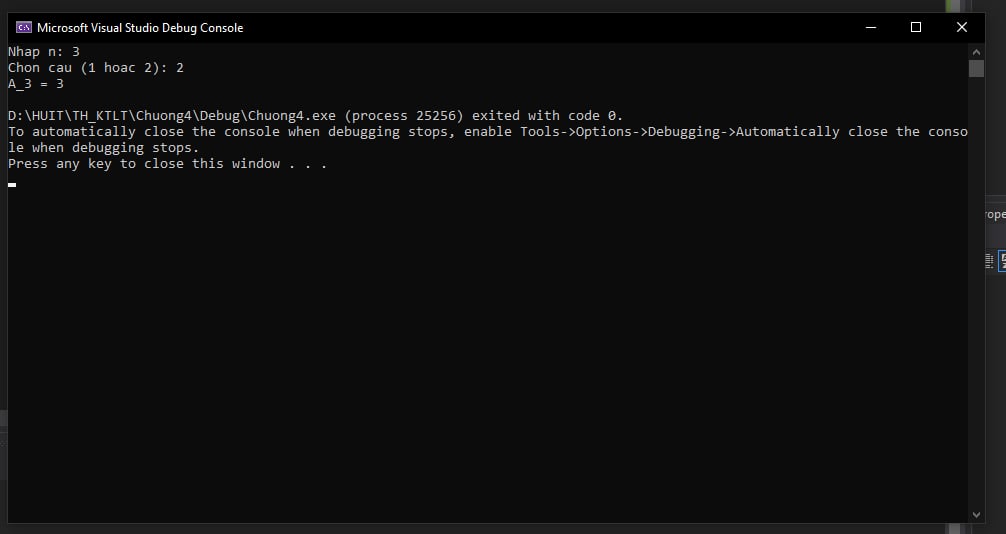 Microsoft Visual Studio Debug Console
Nhap n: 3
Chon cau (1 hoac 2): 2
A_3 = 3
D:\HUIT\TH_KTLT\Chuong4\Debug\Chuong4.exe (process 25256) exited with code 0.
To automatically close the console when debugging stops, enable Tools->Options->Debugging->Automatically close the conso
le when debugging stops.
Press any key to close this window . . .